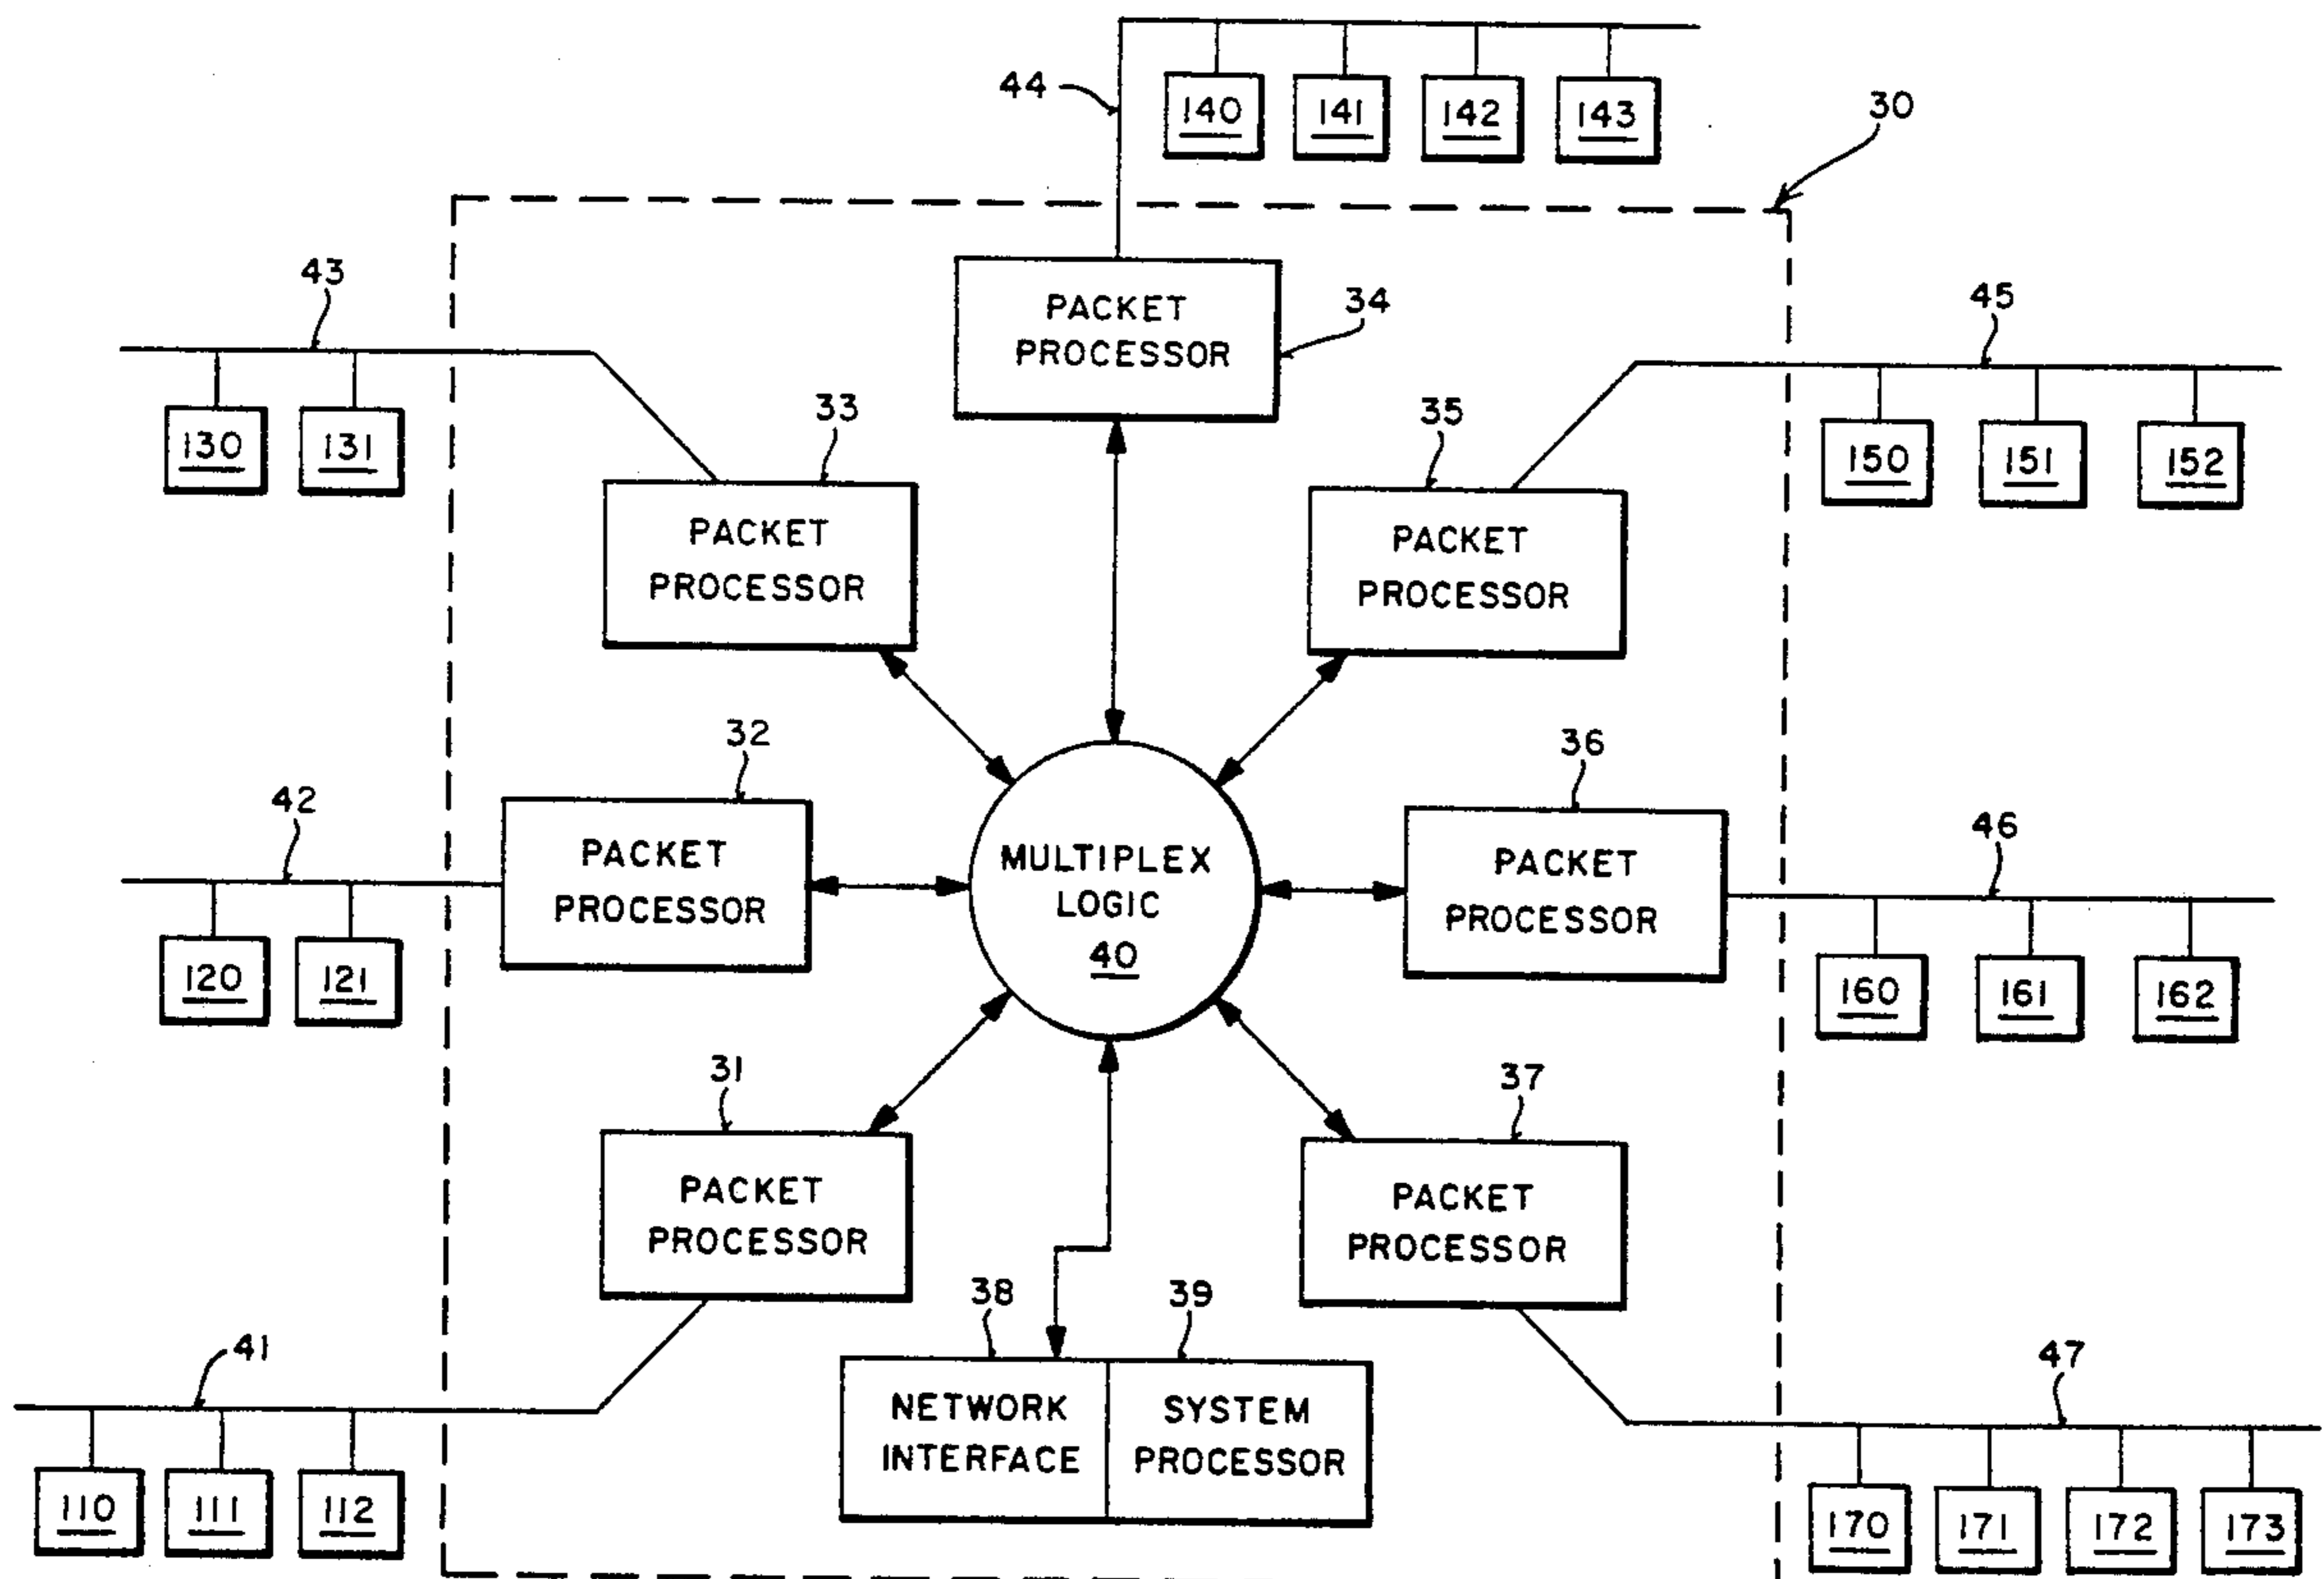 44
140 141 142 143
30
43
130 131
PACKET
PROCESSOR
34
45
150 151 152
33
PACKET
PROCESSOR
35
PACKET
PROCESSOR
42
120 121
32
PACKET
PROCESSOR
MULTIPLEX
LOGIC
40
36
PACKET
PROCESSOR
46
160 161 162
31
PACKET
PROCESSOR
37
PACKET
PROCESSOR
41
110 111 112
38
NETWORK
INTERFACE
39
SYSTEM
PROCESSOR
47
170 171 172 173